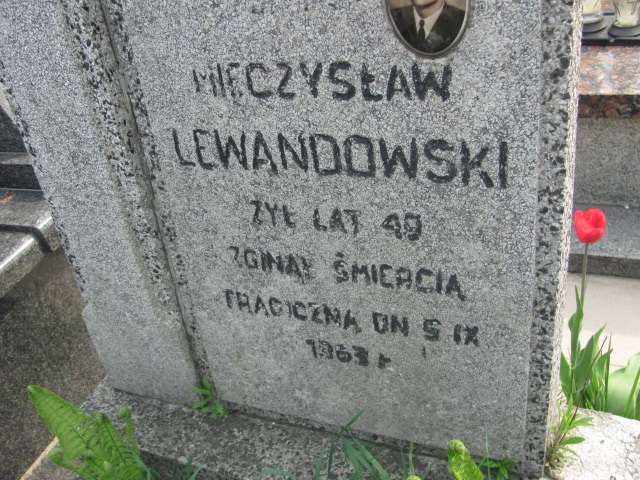 MIECZYSŁAW
LEWANDOWSKI
ŻYŁ LAT 49
ZGINĄŁ ŚMIERCIĄ
TRAGICZNĄ DN 5 IX
1963 r